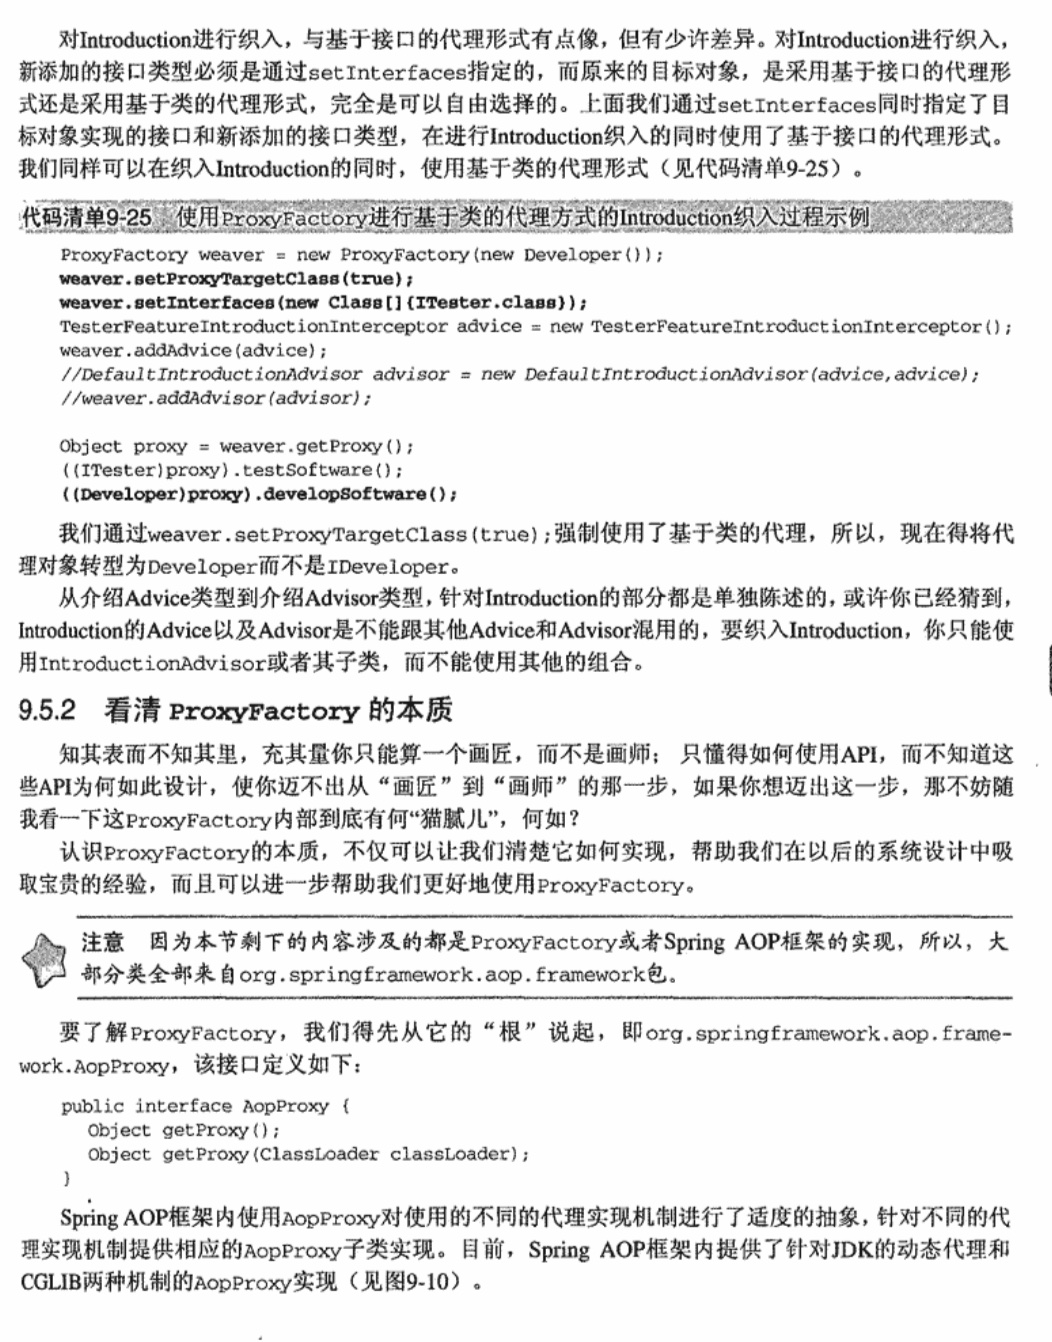 对Introduction进行织入，与基于接口的代理形式有点像，但有少许差异。对Introduction进行织入，
新添加的接口类型必须是通过setInterfaces指定的，而原来的目标对象，是采用基于接口的代理形
式还是采用基于类的代理形式，完全是可以自由选择的。上面我们通过setInterfaces同时指定了目
标对象实现的接口和新添加的接口类型，在进行Introduction织入的同时使用了基于接口的代理形式。
我们同样可以在织入Introduction的同时，使用基于类的代理形式（见代码清单9-25）。
代码清单9-25 使用ProxyFactory进行基于类的代理方式的Introduction织入过程示例
ProxyFactory weaver = new ProxyFactory(new Developer());
weaver.setProxyTargetClass(true);
weaver.setInterfaces(new Class[]{ITester.class});
TesterFeatureIntroductionInterceptor advice = new TesterFeatureIntroductionInterceptor();
weaver.addAdvice(advice);
//DefaultIntroductionAdvisor advisor = new DefaultIntroductionAdvisor(advice,advice);
//weaver.addAdvisor(advisor);
Object proxy = weaver.getProxy();
((ITester)proxy).testSoftware();
((Developer)proxy).developSoftware();
我们通过weaver.setProxyTargetClass(true);强制使用了基于类的代理，所以，现在得将代
理对象转型为Developer而不是IDeveloper。
从介绍Advice类型到介绍Advisor类型，针对Introduction的部分都是单独陈述的，或许你已经猜到，
Introduction的Advice以及Advisor是不能跟其他Advice和Advisor混用的，要织入Introduction，你只能使
用IntroductionAdvisor或者其子类，而不能使用其他的组合。
9.5.2 看清 ProxyFactory 的本质
知其表而不知其里，充其量你只能算一个画匠，而不是画师； 只懂得如何使用API，而不知道这
些API为何如此设计，使你迈不出从“画匠”到“画师”的那一步，如果你想迈出这一步，那不妨随
我看一下这ProxyFactory内部到底有何“猫腻儿”，何如？
认识ProxyFactory的本质，不仅可以让我们清楚它如何实现，帮助我们在以后的系统设计中吸
取宝贵的经验，而且可以进一步帮助我们更好地使用ProxyFactory。
注意 因为本节剩下的内容涉及的都是ProxyFactory或者Spring AOP框架的实现，所以，大
部分类全部来自org.springframework.aop.framework包。
要了解ProxyFactory，我们得先从它的“根”说起，即org.springframework.aop.frame-
work.AopProxy，该接口定义如下：
public interface AopProxy {
Object getProxy();
Object getProxy(ClassLoader classLoader);
}
Spring AOP框架内使用AopProxy对使用的不同的代理实现机制进行了适度的抽象，针对不同的代
理实现机制提供相应的AopProxy子类实现。目前，Spring AOP框架内提供了针对JDK的动态代理和
CGLIB两种机制的AopProxy实现（见图9-10）。